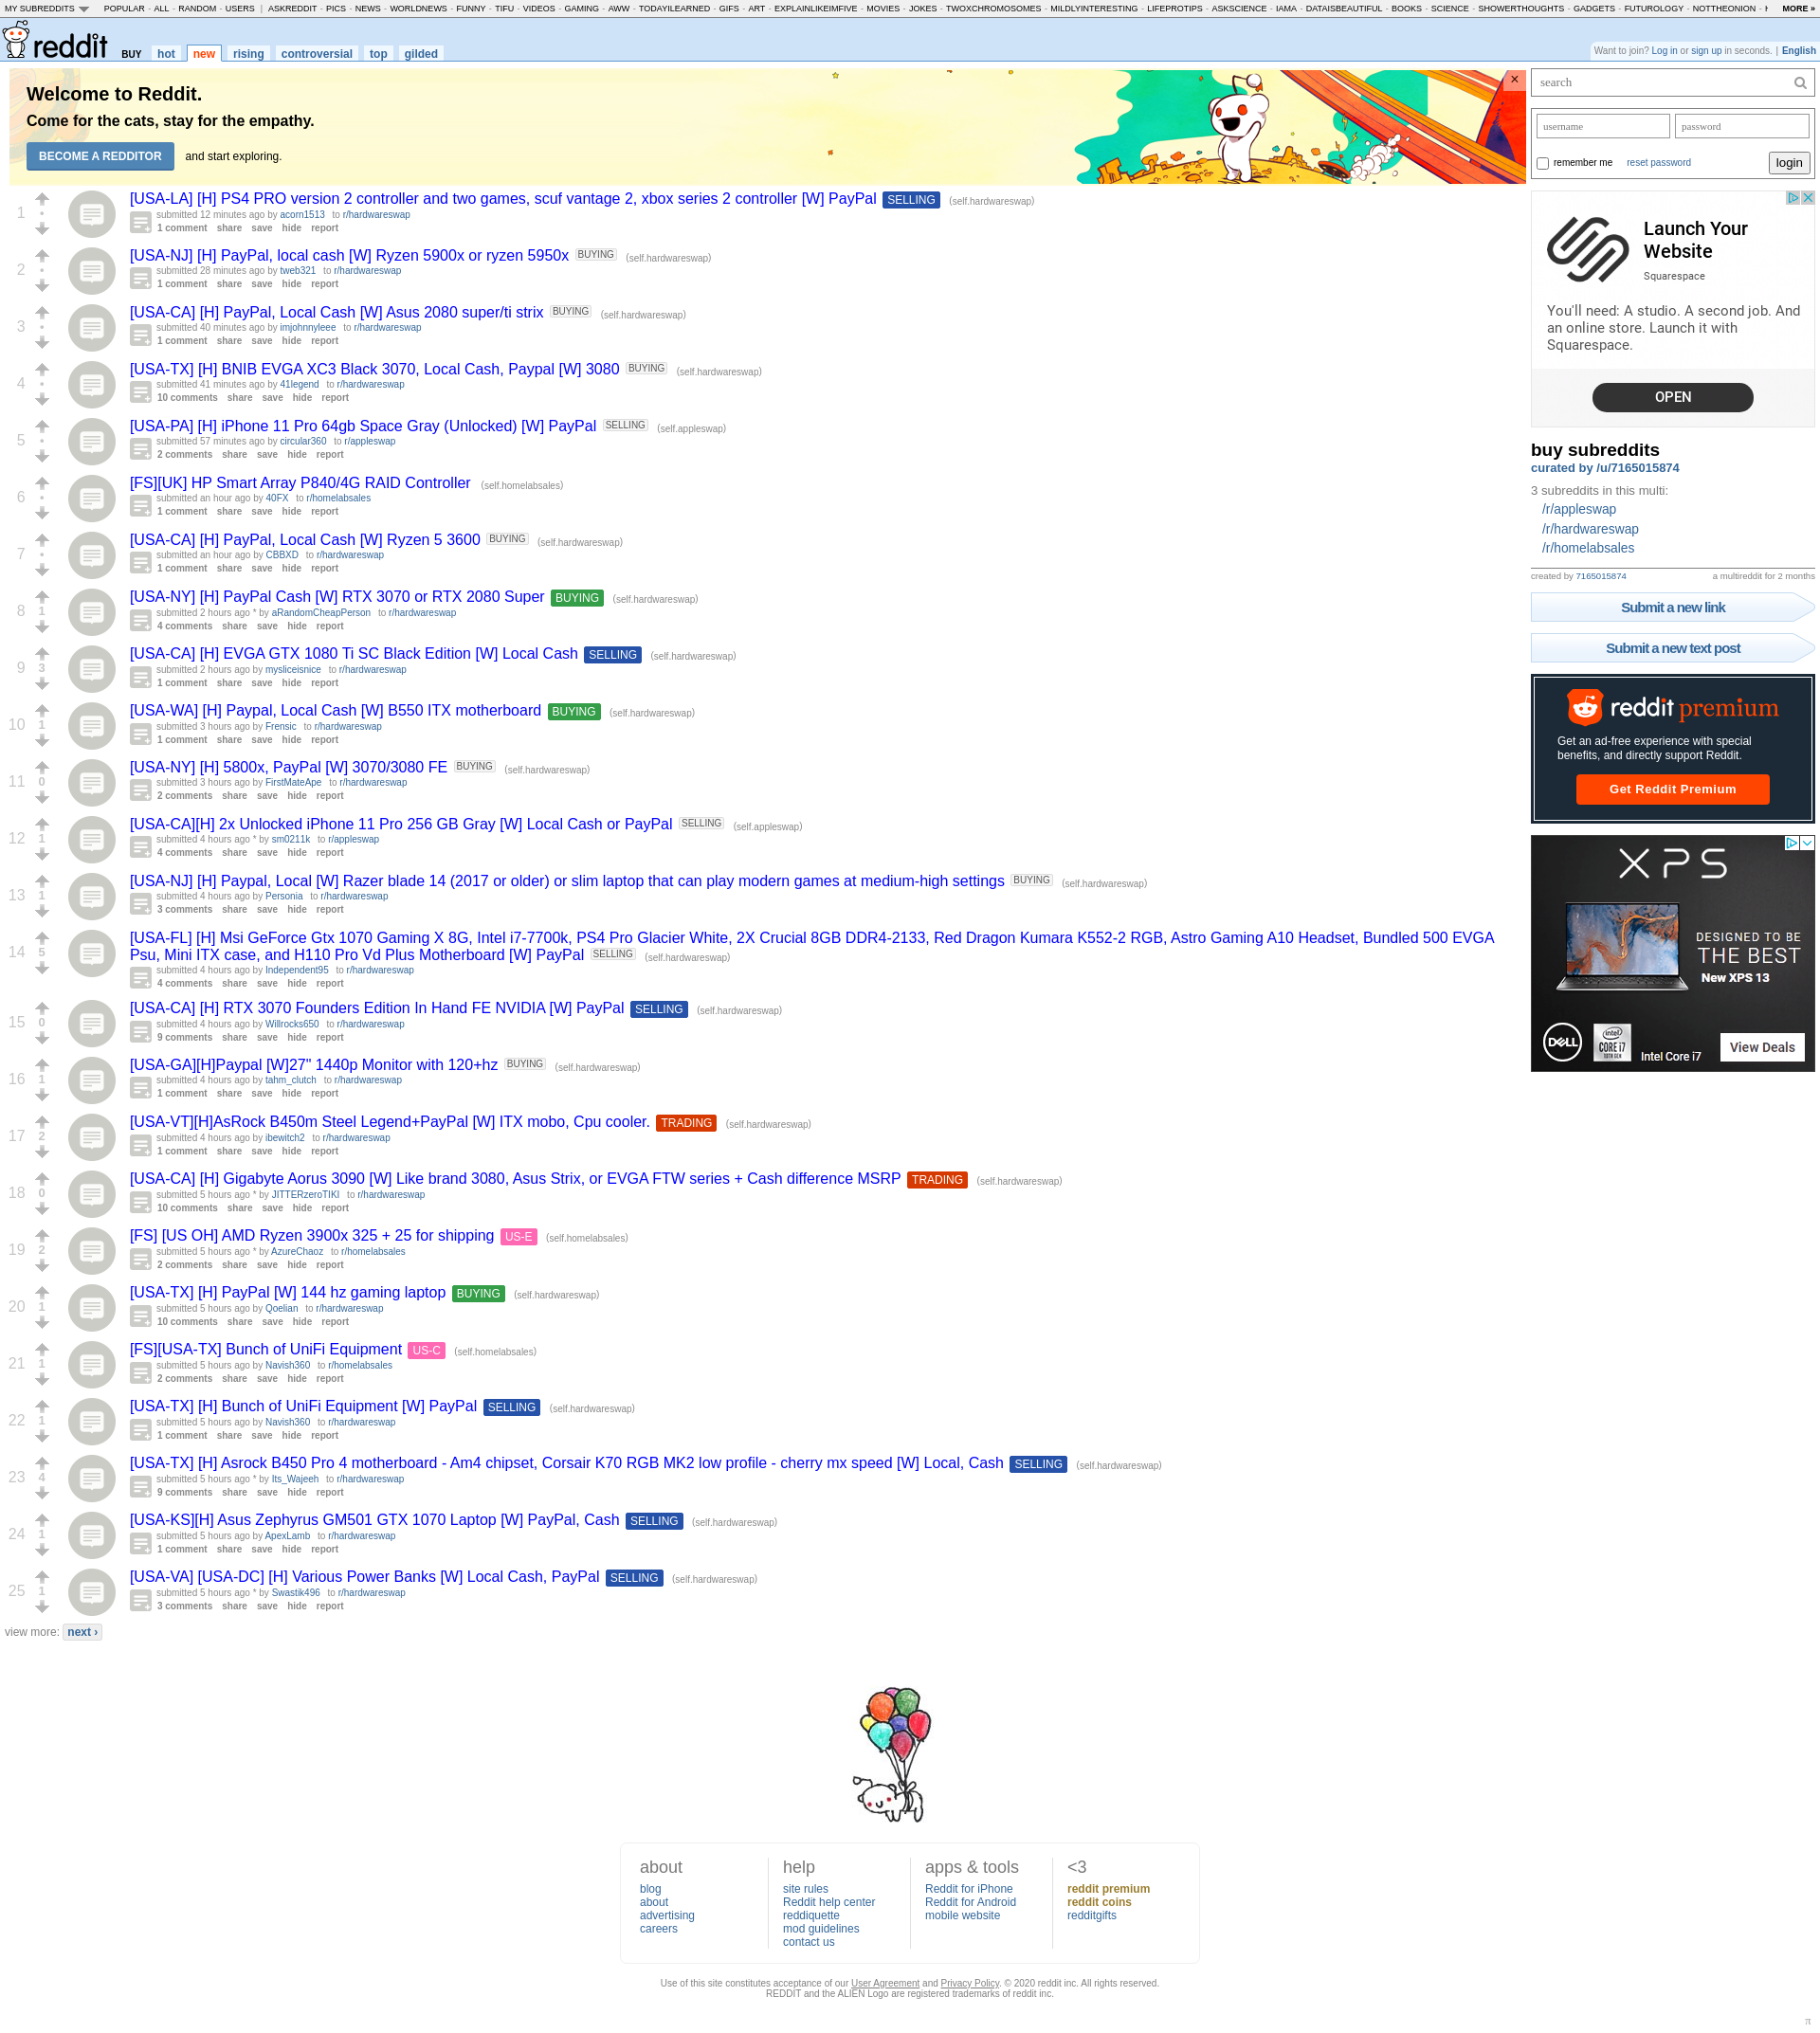 MY SUBREDDITS POPULAR - ALL - RANDOM - USERS | ASKREDDIT - PICS - NEWS - WORLDNEWS - FUNNY - TIFU - VIDEOS - GAMING - AWW - TODAYILEARNED - GIFS - ART - EXPLAINLIKEIMFIVE - MOVIES - JOKES - TWOXCHROMOSOMES - MILDLYINTERESTING - LIFEPROTIPS - ASKSCIENCE - IAMA - DATAISBEAUTIFUL - BOOKS - SCIENCE - SHOWERTHOUGHTS - GADGETS - FUTUROLOGY - NOTTHEONION - MORE »
reddit BUY hot new rising controversial top gilded
Want to join? Log in or sign up in seconds. | English
Welcome to Reddit.
Come for the cats, stay for the empathy.
BECOME A REDDITOR and start exploring.
×
1
[USA-LA] [H] PS4 PRO version 2 controller and two games, scuf vantage 2, xbox series 2 controller [W] PayPal SELLING (self.hardwareswap)
submitted 12 minutes ago by acorn1513 to r/hardwareswap
1 comment share save hide report
2
[USA-NJ] [H] PayPal, local cash [W] Ryzen 5900x or ryzen 5950x BUYING (self.hardwareswap)
submitted 28 minutes ago by tweb321 to r/hardwareswap
1 comment share save hide report
3
[USA-CA] [H] PayPal, Local Cash [W] Asus 2080 super/ti strix BUYING (self.hardwareswap)
submitted 40 minutes ago by imjohnnyleee to r/hardwareswap
1 comment share save hide report
4
[USA-TX] [H] BNIB EVGA XC3 Black 3070, Local Cash, Paypal [W] 3080 BUYING (self.hardwareswap)
submitted 41 minutes ago by 41legend to r/hardwareswap
10 comments share save hide report
5
[USA-PA] [H] iPhone 11 Pro 64gb Space Gray (Unlocked) [W] PayPal SELLING (self.appleswap)
submitted 57 minutes ago by circular360 to r/appleswap
2 comments share save hide report
6
[FS][UK] HP Smart Array P840/4G RAID Controller (self.homelabsales)
submitted an hour ago by 40FX to r/homelabsales
1 comment share save hide report
7
[USA-CA] [H] PayPal, Local Cash [W] Ryzen 5 3600 BUYING (self.hardwareswap)
submitted an hour ago by CBBXD to r/hardwareswap
1 comment share save hide report
8 1
[USA-NY] [H] PayPal Cash [W] RTX 3070 or RTX 2080 Super BUYING (self.hardwareswap)
submitted 2 hours ago * by aRandomCheapPerson to r/hardwareswap
4 comments share save hide report
9 3
[USA-CA] [H] EVGA GTX 1080 Ti SC Black Edition [W] Local Cash SELLING (self.hardwareswap)
submitted 2 hours ago by mysliceisnice to r/hardwareswap
1 comment share save hide report
10 1
[USA-WA] [H] Paypal, Local Cash [W] B550 ITX motherboard BUYING (self.hardwareswap)
submitted 3 hours ago by Frensic to r/hardwareswap
1 comment share save hide report
11 0
[USA-NY] [H] 5800x, PayPal [W] 3070/3080 FE BUYING (self.hardwareswap)
submitted 3 hours ago by FirstMateApe to r/hardwareswap
2 comments share save hide report
12 1
[USA-CA][H] 2x Unlocked iPhone 11 Pro 256 GB Gray [W] Local Cash or PayPal SELLING (self.appleswap)
submitted 4 hours ago * by sm0211k to r/appleswap
4 comments share save hide report
13 1
[USA-NJ] [H] Paypal, Local [W] Razer blade 14 (2017 or older) or slim laptop that can play modern games at medium-high settings BUYING (self.hardwareswap)
submitted 4 hours ago by Personia to r/hardwareswap
3 comments share save hide report
14 5
[USA-FL] [H] Msi GeForce Gtx 1070 Gaming X 8G, Intel i7-7700k, PS4 Pro Glacier White, 2X Crucial 8GB DDR4-2133, Red Dragon Kumara K552-2 RGB, Astro Gaming A10 Headset, Bundled 500 EVGA
Psu, Mini ITX case, and H110 Pro Vd Plus Motherboard [W] PayPal SELLING (self.hardwareswap)
submitted 4 hours ago by Independent95 to r/hardwareswap
4 comments share save hide report
15 0
[USA-CA] [H] RTX 3070 Founders Edition In Hand FE NVIDIA [W] PayPal SELLING (self.hardwareswap)
submitted 4 hours ago by Willrocks650 to r/hardwareswap
9 comments share save hide report
16 1
[USA-GA][H]Paypal [W]27" 1440p Monitor with 120+hz BUYING (self.hardwareswap)
submitted 4 hours ago by tahm_clutch to r/hardwareswap
1 comment share save hide report
17 2
[USA-VT][H]AsRock B450m Steel Legend+PayPal [W] ITX mobo, Cpu cooler. TRADING (self.hardwareswap)
submitted 4 hours ago by ibewitch2 to r/hardwareswap
1 comment share save hide report
18 0
[USA-CA] [H] Gigabyte Aorus 3090 [W] Like brand 3080, Asus Strix, or EVGA FTW series + Cash difference MSRP TRADING (self.hardwareswap)
submitted 5 hours ago * by JITTERzeroTIKI to r/hardwareswap
10 comments share save hide report
19 2
[FS] [US OH] AMD Ryzen 3900x 325 + 25 for shipping US-E (self.homelabsales)
submitted 5 hours ago * by AzureChaoz to r/homelabsales
2 comments share save hide report
20 1
[USA-TX] [H] PayPal [W] 144 hz gaming laptop BUYING (self.hardwareswap)
submitted 5 hours ago by Qoelian to r/hardwareswap
10 comments share save hide report
21 1
[FS][USA-TX] Bunch of UniFi Equipment US-C (self.homelabsales)
submitted 5 hours ago by Navish360 to r/homelabsales
2 comments share save hide report
22 1
[USA-TX] [H] Bunch of UniFi Equipment [W] PayPal SELLING (self.hardwareswap)
submitted 5 hours ago by Navish360 to r/hardwareswap
1 comment share save hide report
23 4
[USA-TX] [H] Asrock B450 Pro 4 motherboard - Am4 chipset, Corsair K70 RGB MK2 low profile - cherry mx speed [W] Local, Cash SELLING (self.hardwareswap)
submitted 5 hours ago * by Its_Wajeeh to r/hardwareswap
9 comments share save hide report
24 1
[USA-KS][H] Asus Zephyrus GM501 GTX 1070 Laptop [W] PayPal, Cash SELLING (self.hardwareswap)
submitted 5 hours ago by ApexLamb to r/hardwareswap
1 comment share save hide report
25 1
[USA-VA] [USA-DC] [H] Various Power Banks [W] Local Cash, PayPal SELLING (self.hardwareswap)
submitted 5 hours ago * by Swastik496 to r/hardwareswap
3 comments share save hide report
view more: next ›
search
username password
remember me reset password login
Launch Your
Website
Squarespace
You'll need: A studio. A second job. And
an online store. Launch it with
Squarespace.
OPEN
buy subreddits
curated by /u/7165015874
3 subreddits in this multi:
/r/appleswap
/r/hardwareswap
/r/homelabsales
created by 7165015874 a multireddit for 2 months
Submit a new link
Submit a new text post
reddit premium
Get an ad-free experience with special
benefits, and directly support Reddit.
Get Reddit Premium
XPS
DESIGNED TO BE
THE BEST
New XPS 13
DELL intel CORE i7 10TH GEN Intel Core i7 View Deals
about
blog
about
advertising
careers
help
site rules
Reddit help center
reddiquette
mod guidelines
contact us
apps & tools
Reddit for iPhone
Reddit for Android
mobile website
<3
reddit premium
reddit coins
redditgifts
Use of this site constitutes acceptance of our User Agreement and Privacy Policy. © 2020 reddit inc. All rights reserved.
REDDIT and the ALIEN Logo are registered trademarks of reddit inc.
π